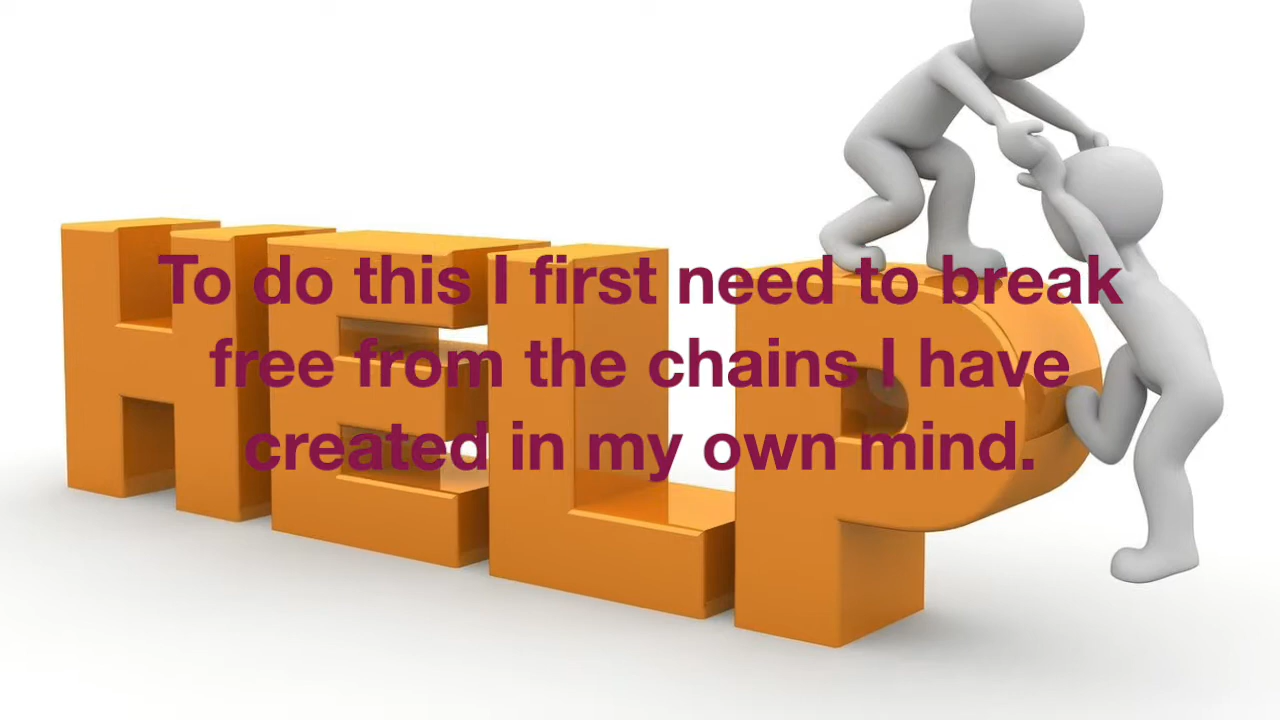 HELP
To do this I first need to break
free from the chains I have
created in my own mind.